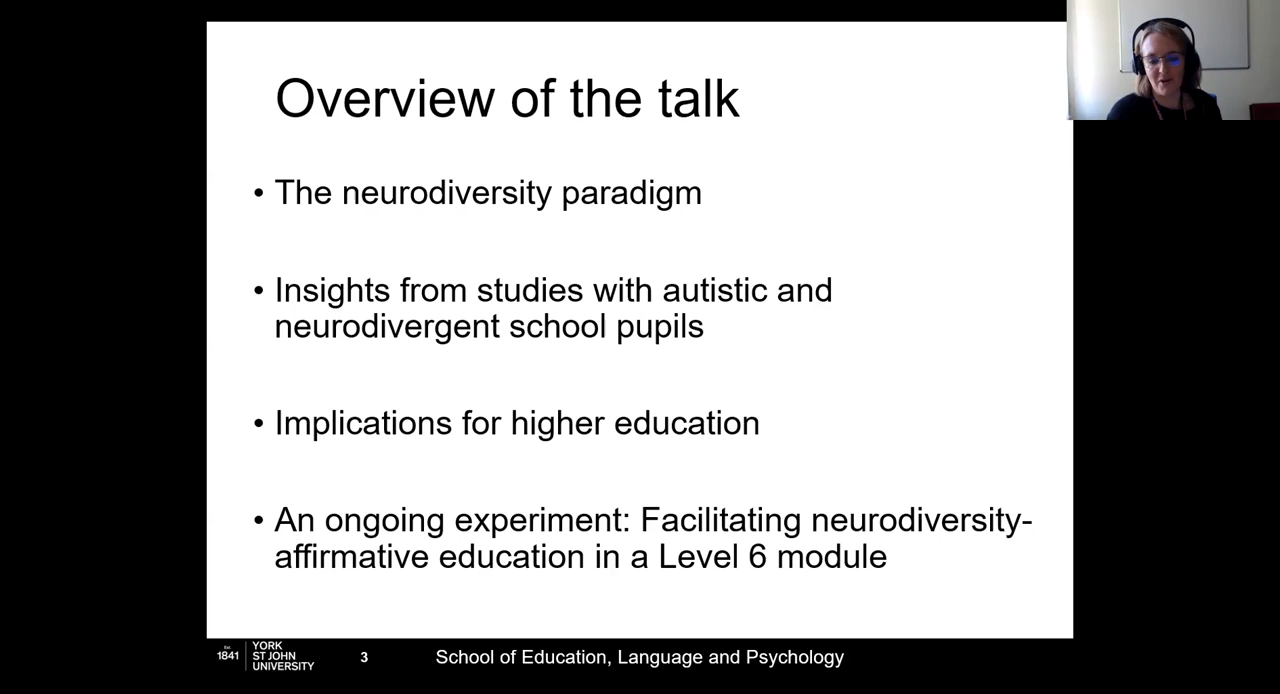 Overview of the talk
• The neurodiversity paradigm
• Insights from studies with autistic and
neurodivergent school pupils
• Implications for higher education
• An ongoing experiment: Facilitating neurodiversity-
affirmative education in a Level 6 module
Est.
1841
YORK
ST JOHN
UNIVERSITY
3
School of Education, Language and Psychology